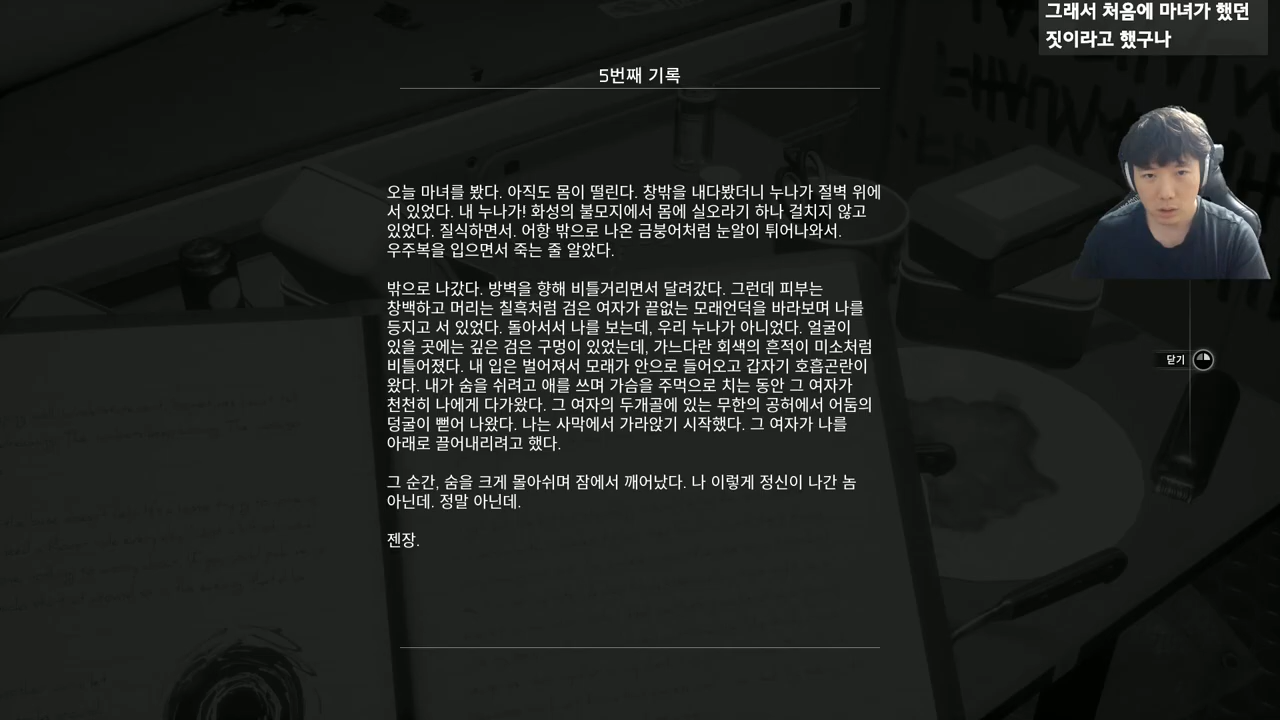 그래서 처음에 마녀가 했던
짓이라고 했구나
5번째 기록
오늘 마녀를 봤다. 아직도 몸이 떨린다. 창밖을 내다봤더니 누나가 절벽 위에
서 있었다. 내 누나가! 화성의 불모지에서 몸에 실오라기 하나 걸치지 않고
있었다. 질식하면서. 어항 밖으로 나온 금붕어처럼 눈알이 튀어나와서.
우주복을 입으면서 죽는 줄 알았다.
밖으로 나갔다. 방벽을 향해 비틀거리면서 달려갔다. 그런데 피부는
창백하고 머리는 칠흑처럼 검은 여자가 끝없는 모래언덕을 바라보며 나를
등지고 서 있었다. 돌아서서 나를 보는데, 우리 누나가 아니었다. 얼굴이
있을 곳에는 깊은 검은 구멍이 있었는데, 가느다란 회색의 흔적이 미소처럼
비틀어졌다. 내 입은 벌어져서 모래가 안으로 들어오고 갑자기 호흡곤란이
왔다. 내가 숨을 쉬려고 애를 쓰며 가슴을 주먹으로 치는 동안 그 여자가
천천히 나에게 다가왔다. 그 여자의 두개골에 있는 무한의 공허에서 어둠의
덩굴이 뻗어 나왔다. 나는 사막에서 가라앉기 시작했다. 그 여자가 나를
아래로 끌어내리려고 했다.
그 순간, 숨을 크게 몰아쉬며 잠에서 깨어났다. 나 이렇게 정신이 나간 놈
아닌데. 정말 아닌데.
젠장.
닫기